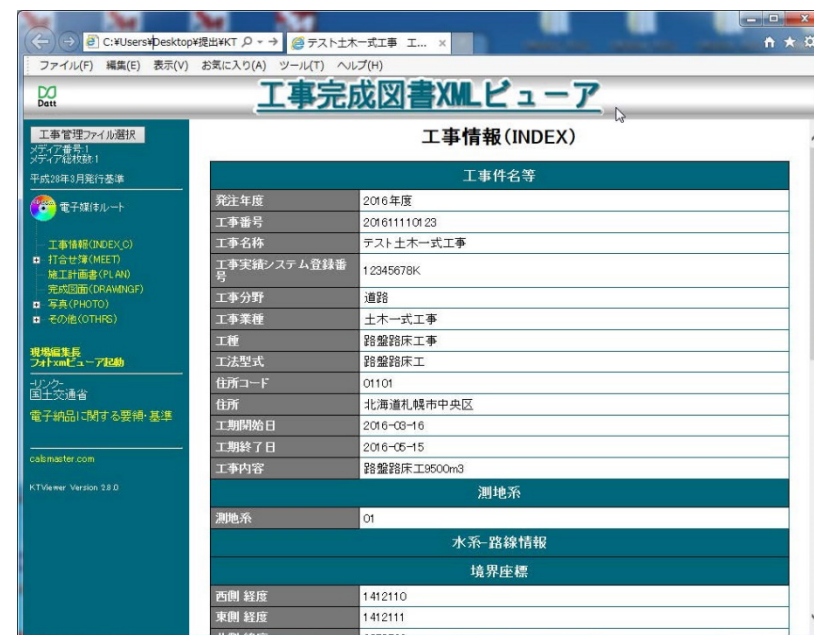 C:¥Users¥Desktop¥提出¥KT
テスト土木一式工事 工... ×
ファイル(F) 編集(E) 表示(V) お気に入り(A) ツール(T) ヘルプ(H)
Datt
工事完成図書XMLビューア
工事管理ファイル選択
メディア番号:1
メディア総枚数:1
平成28年3月発行基準
電子媒体ルート
工事情報(INDEX_C)
打合せ簿(MEET)
施工計画書(PLAN)
完成図面(DRAWINGF)
写真(PHOTO)
その他(OTHRS)
現場編集長
フォトxmlビューア起動
-リンク-
国土交通省
電子納品に関する要領・基準
calsmaster.com
KTViewer Version 2.8.0
工事情報(INDEX)
工事件名等
発注年度 2016年度
工事番号 201611110123
工事名称 テスト土木一式工事
工事実績システム登録番号 12345678K
工事分野 道路
工事業種 土木一式工事
工種 路盤路床工事
工法型式 路盤路床工
住所コード 01101
住所 北海道札幌市中央区
工期開始日 2016-03-16
工期終了日 2016-05-15
工事内容 路盤路床工9500m3
測地系
測地系 01
水系-路線情報
境界座標
西側 経度 1412110
東側 経度 1412111